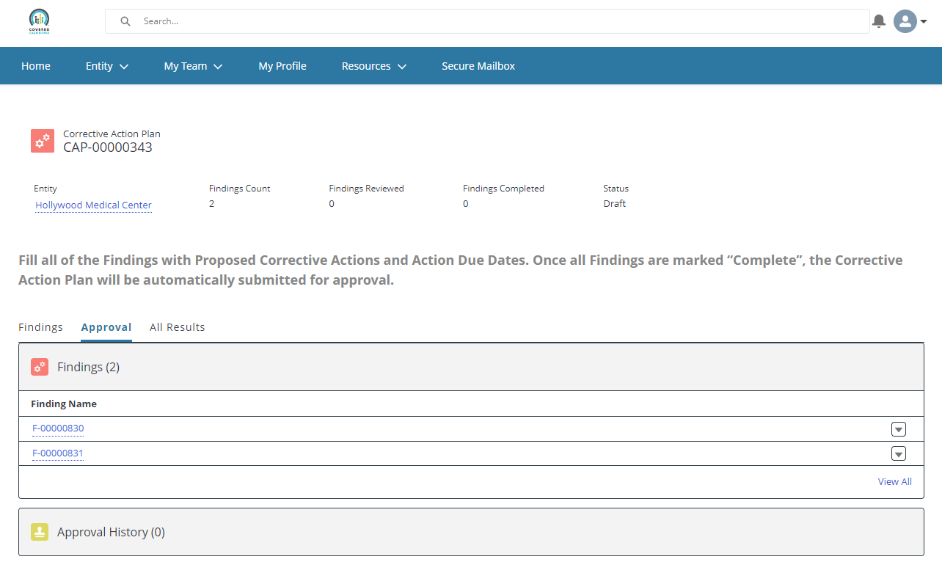 COVERED
CALIFORNIA
Search...
Home Entity My Team My Profile Resources Secure Mailbox
Corrective Action Plan
CAP-00000343
Entity Findings Count Findings Reviewed Findings Completed Status
Hollywood Medical Center 2 0 0 Draft
Fill all of the Findings with Proposed Corrective Actions and Action Due Dates. Once all Findings are marked “Complete”, the Corrective
Action Plan will be automatically submitted for approval.
Findings Approval All Results
Findings (2)
Finding Name
F-00000830
F-00000831
View All
Approval History (0)